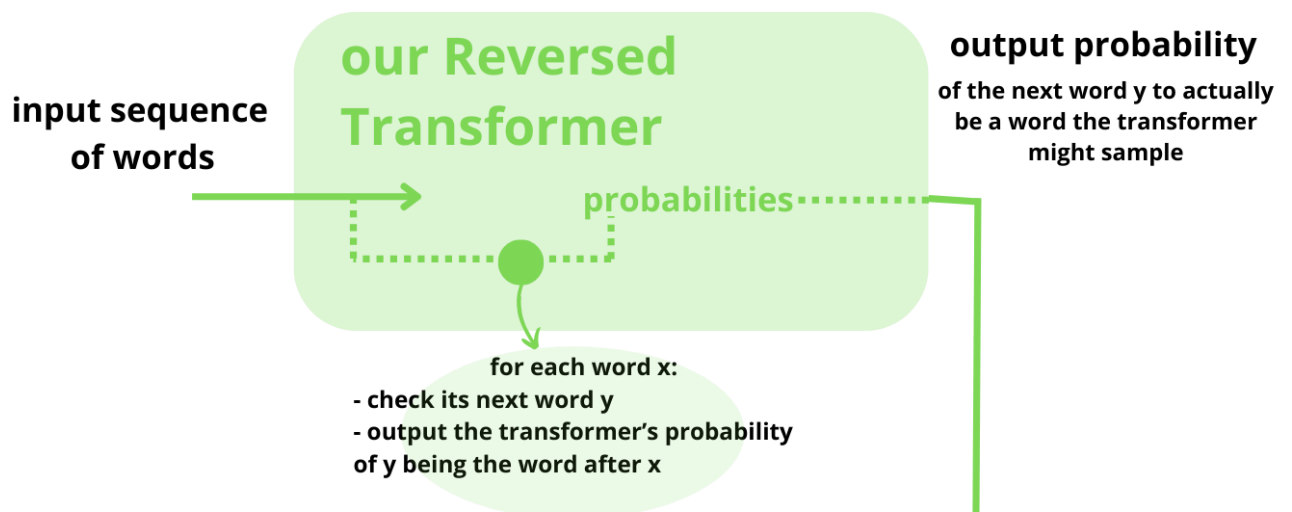 input sequence
of words
our Reversed
Transformer
probabilities
output probability
of the next word y to actually
be a word the transformer
might sample
for each word x:
- check its next word y
- output the transformer’s probability
of y being the word after x